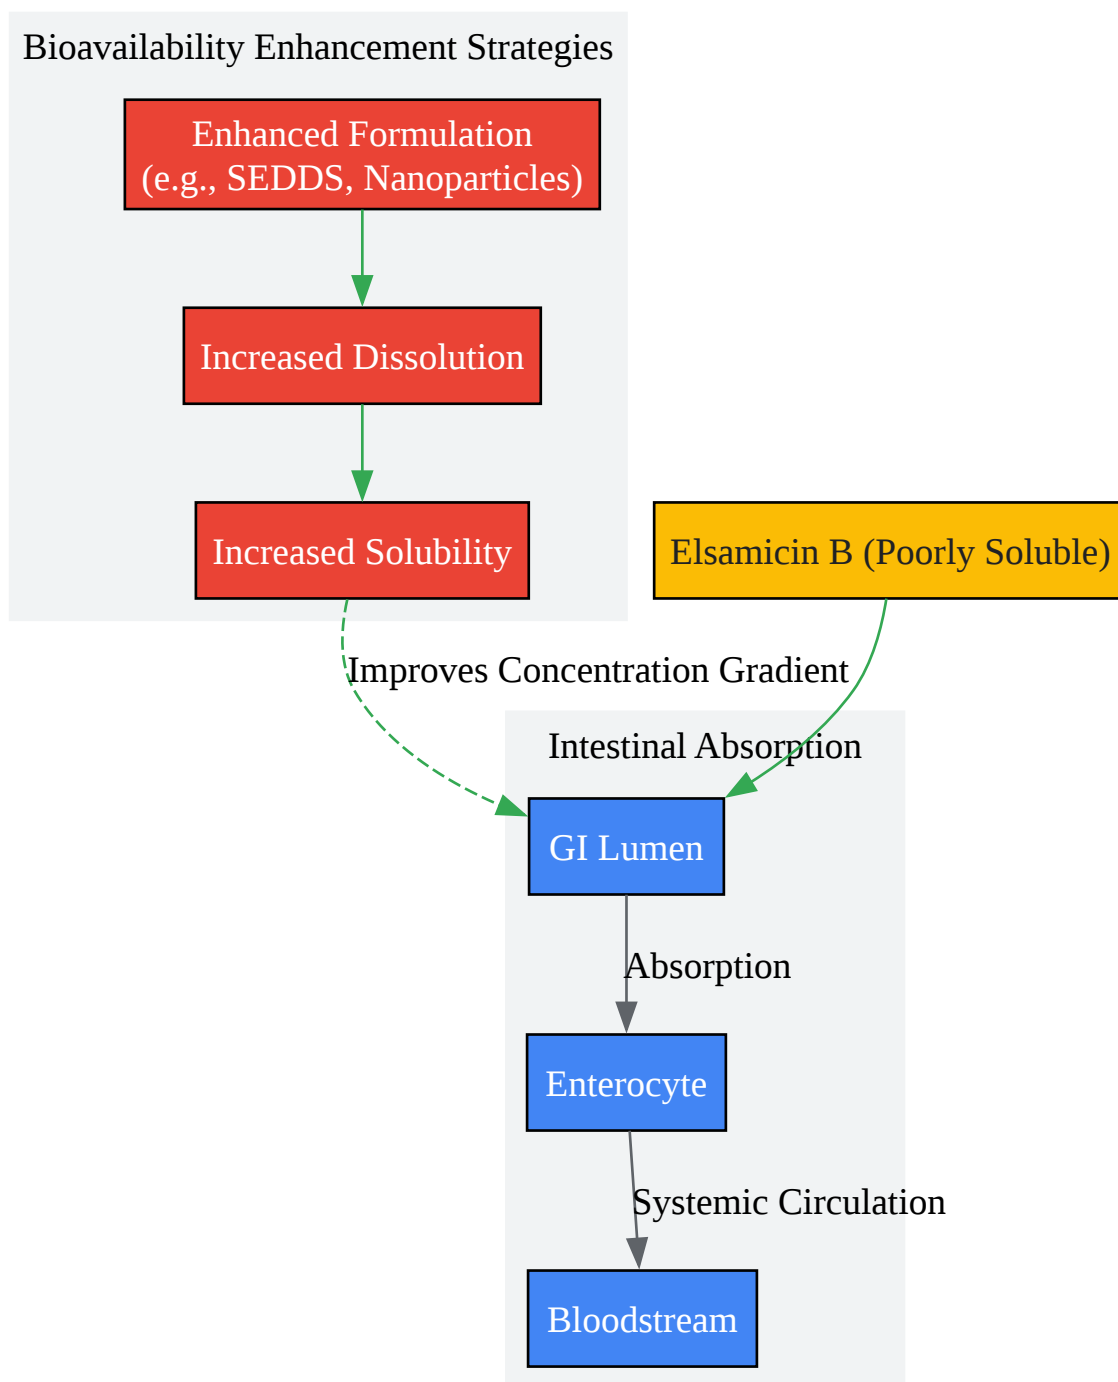 Bioavailability Enhancement Strategies
Enhanced Formulation
(e.g., SEDDS, Nanoparticles)
Increased Dissolution
Increased Solubility
Elsamicin B (Poorly Soluble)
Improves Concentration Gradient
Intestinal Absorption
GI Lumen
Absorption
Enterocyte
Systemic Circulation
Bloodstream